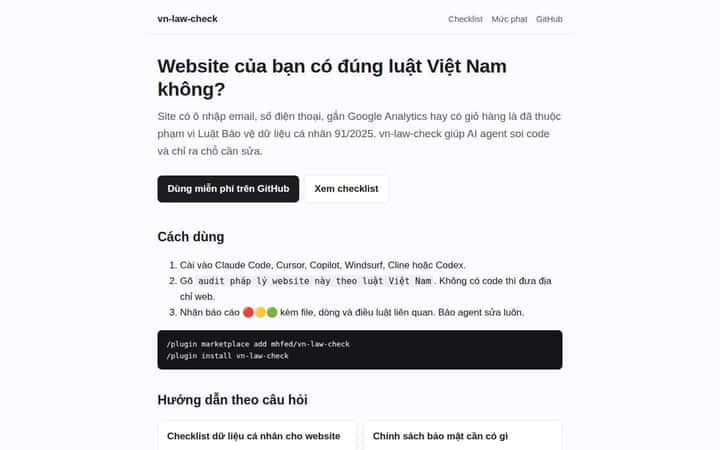 vn-law-check
Checklist Mức phạt GitHub
Website của bạn có đúng luật Việt Nam
không?
Site có ô nhập email, số điện thoại, gắn Google Analytics hay có giỏ hàng là đã thuộc
phạm vi Luật Bảo vệ dữ liệu cá nhân 91/2025. vn-law-check giúp AI agent soi code
và chỉ ra chỗ cần sửa.
Dùng miễn phí trên GitHub Xem checklist
Cách dùng
1. Cài vào Claude Code, Cursor, Copilot, Windsurf, Cline hoặc Codex.
2. Gõ audit pháp lý website này theo luật Việt Nam . Không có code thì đưa địa
chỉ web.
3. Nhận báo cáo 🔴🟡🟢 kèm file, dòng và điều luật liên quan. Bảo agent sửa luôn.
/plugin marketplace add mhfed/vn-law-check
/plugin install vn-law-check
Hướng dẫn theo câu hỏi
Checklist dữ liệu cá nhân cho website Chính sách bảo mật cần có gì